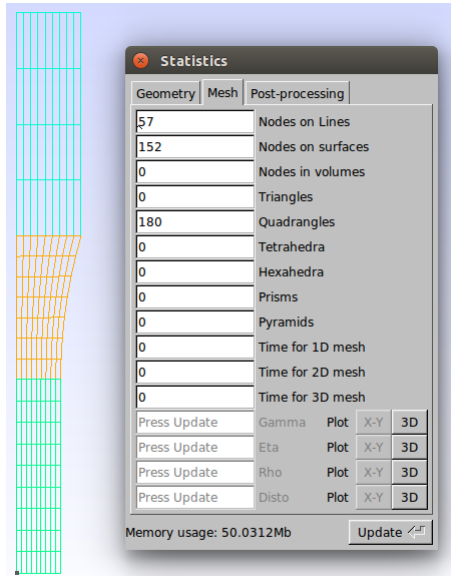 Statistics
Geometry Mesh Post-processing
57 Nodes on Lines
152 Nodes on surfaces
0 Nodes in volumes
0 Triangles
180 Quadrangles
0 Tetrahedra
0 Hexahedra
0 Prisms
0 Pyramids
0 Time for 1D mesh
0 Time for 2D mesh
0 Time for 3D mesh
Press Update Gamma Plot X-Y 3D
Press Update Eta Plot X-Y 3D
Press Update Rho Plot X-Y 3D
Press Update Disto Plot X-Y 3D
Memory usage: 50.0312Mb Update